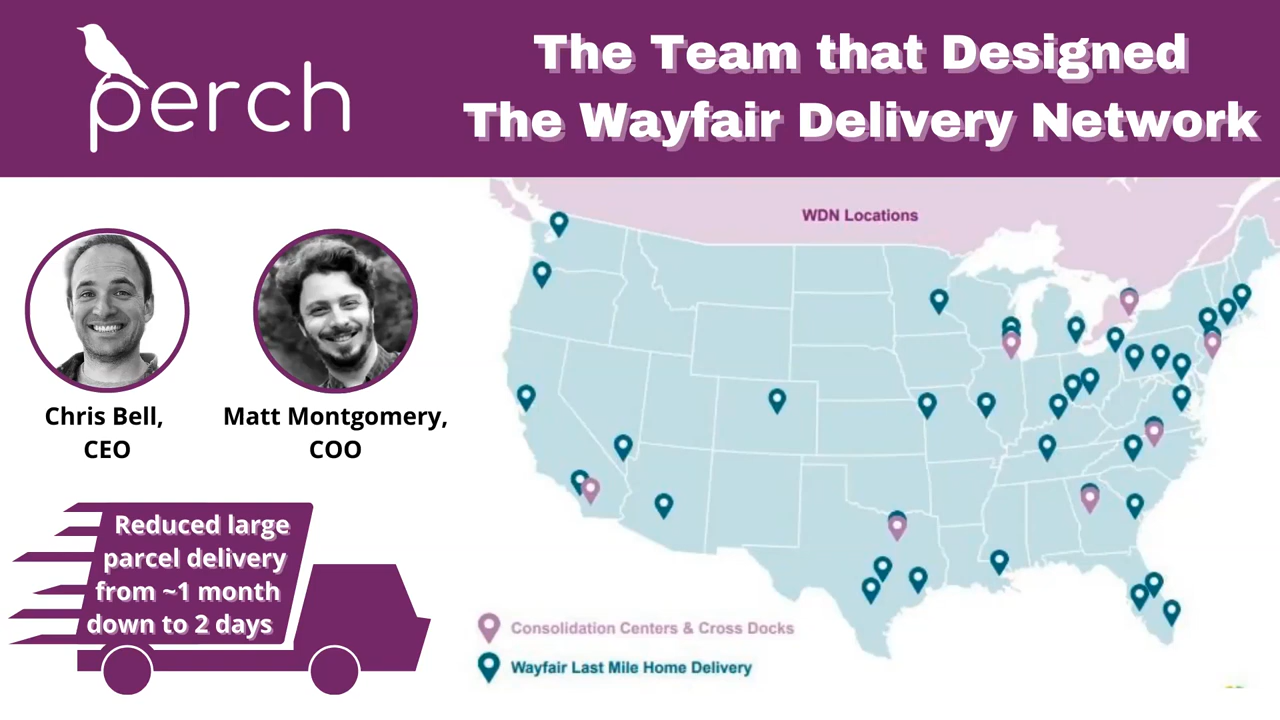 perch
The Team that Designed
The Wayfair Delivery Network
WDN Locations
Chris Bell,
CEO
Matt Montgomery,
COO
Reduced large
parcel delivery
from ~1 month
down to 2 days
Consolidation Centers & Cross Docks
Wayfair Last Mile Home Delivery